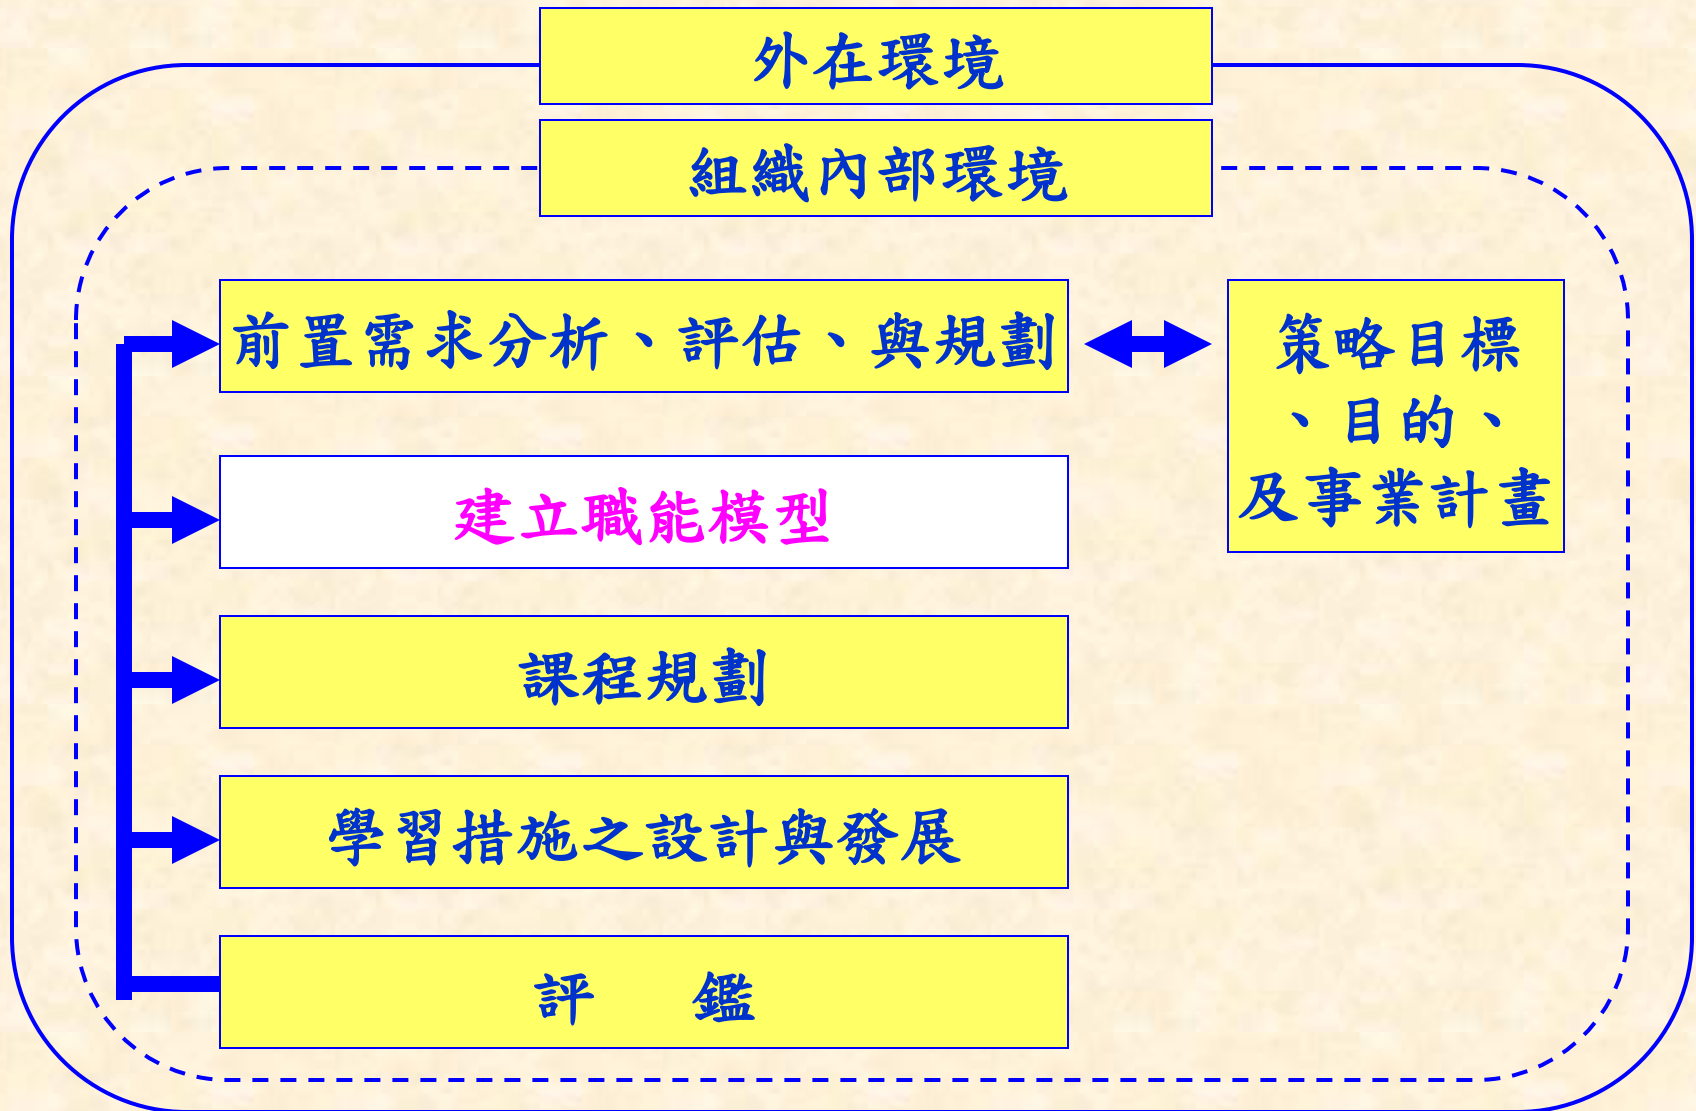 外在環境
組織內部環境
前置需求分析、評估、與規劃
策略目標
、目的、
及事業計畫
建立職能模型
課程規劃
學習措施之設計與發展
評　鑑